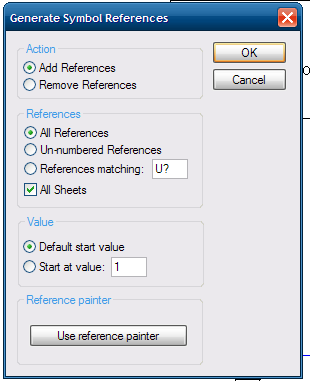 Generate Symbol References
Action
Add References
Remove References
OK
Cancel
References
All References
Un-numbered References
References matching: U?
All Sheets
Value
Default start value
Start at value: 1
Reference painter
Use reference painter